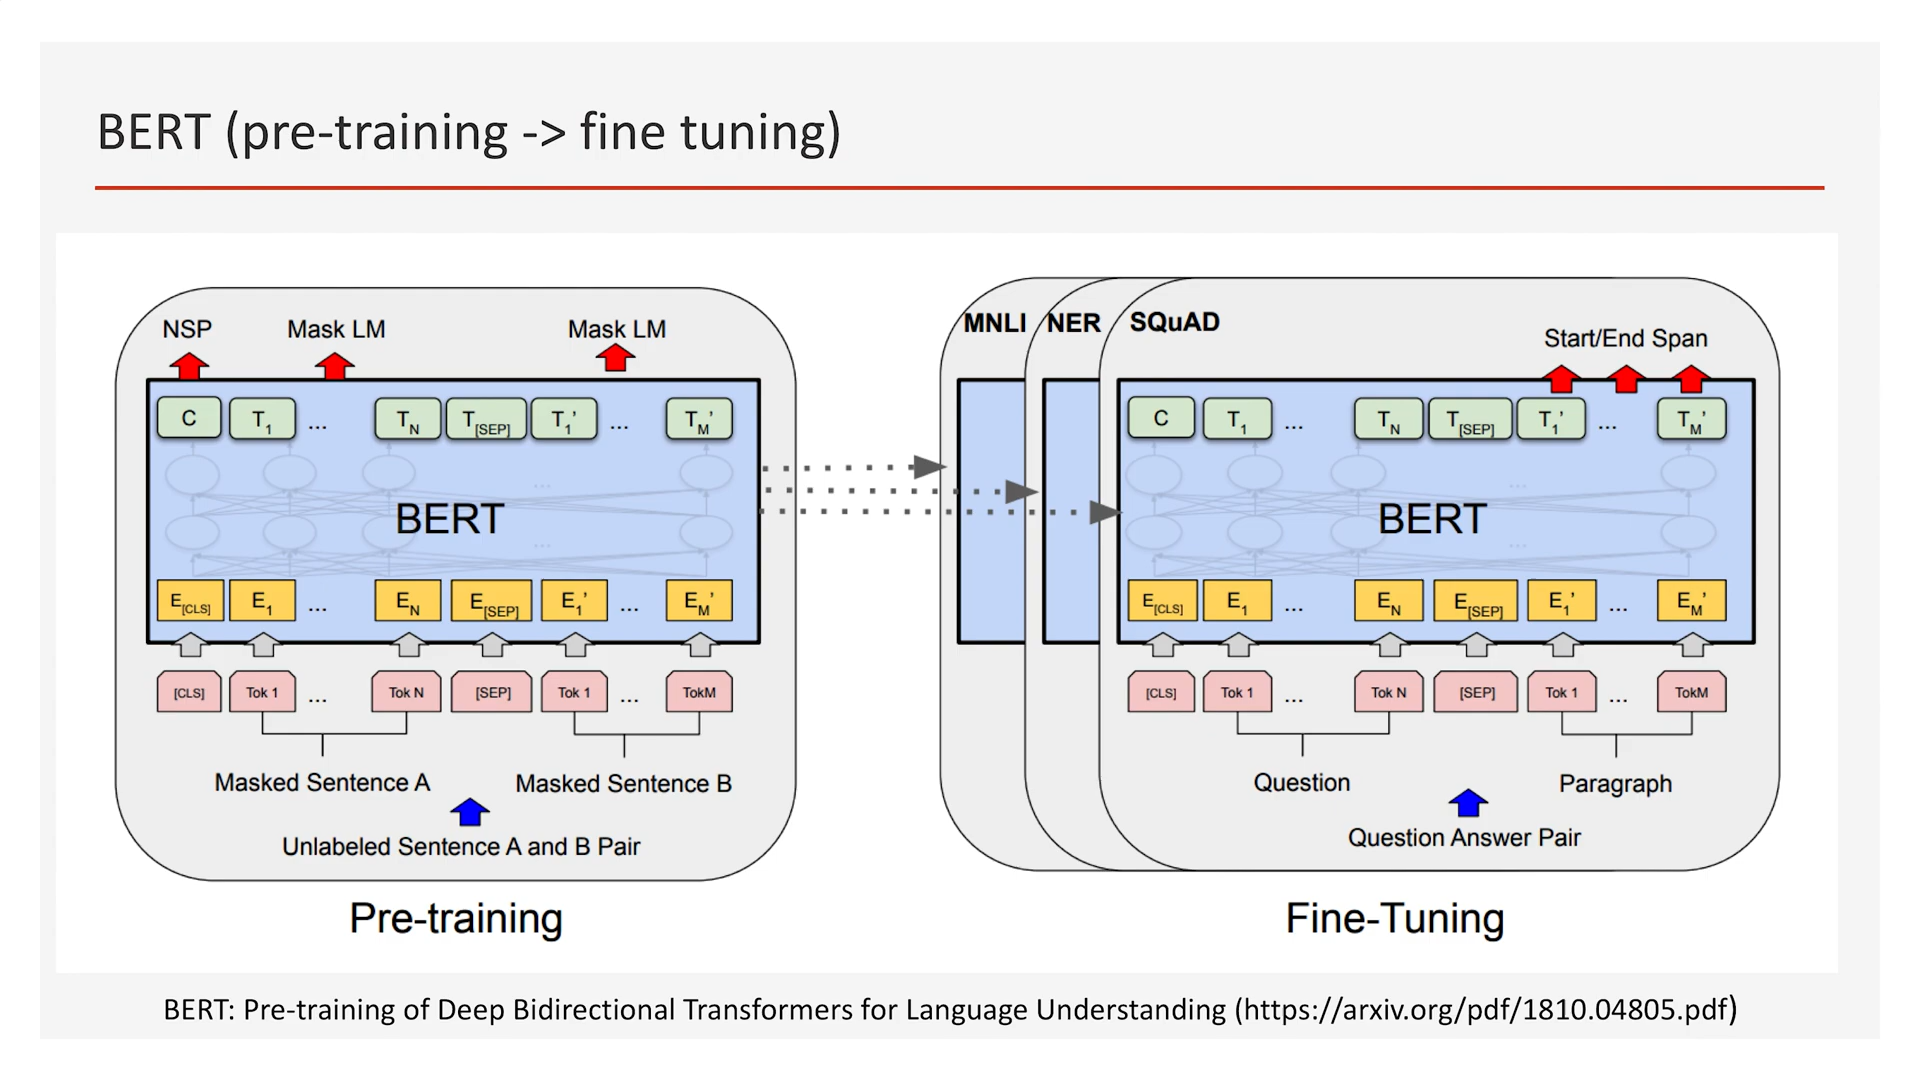 BERT (pre-training -> fine tuning)
NSP Mask LM Mask LM
C T1 ... TN T[SEP] T1' ... TM'
BERT
E[CLS] E1 ... EN E[SEP] E1' ... EM'
[CLS] Tok 1 ... Tok N [SEP] Tok 1 ... TokM
Masked Sentence A Masked Sentence B
Unlabeled Sentence A and B Pair
Pre-training
MNLI NER SQuAD
Start/End Span
C T1 ... TN T[SEP] T1' ... TM'
BERT
E[CLS] E1 ... EN E[SEP] E1' ... EM'
[CLS] Tok 1 ... Tok N [SEP] Tok 1 ... TokM
Question Paragraph
Question Answer Pair
Fine-Tuning
BERT: Pre-training of Deep Bidirectional Transformers for Language Understanding (https://arxiv.org/pdf/1810.04805.pdf)